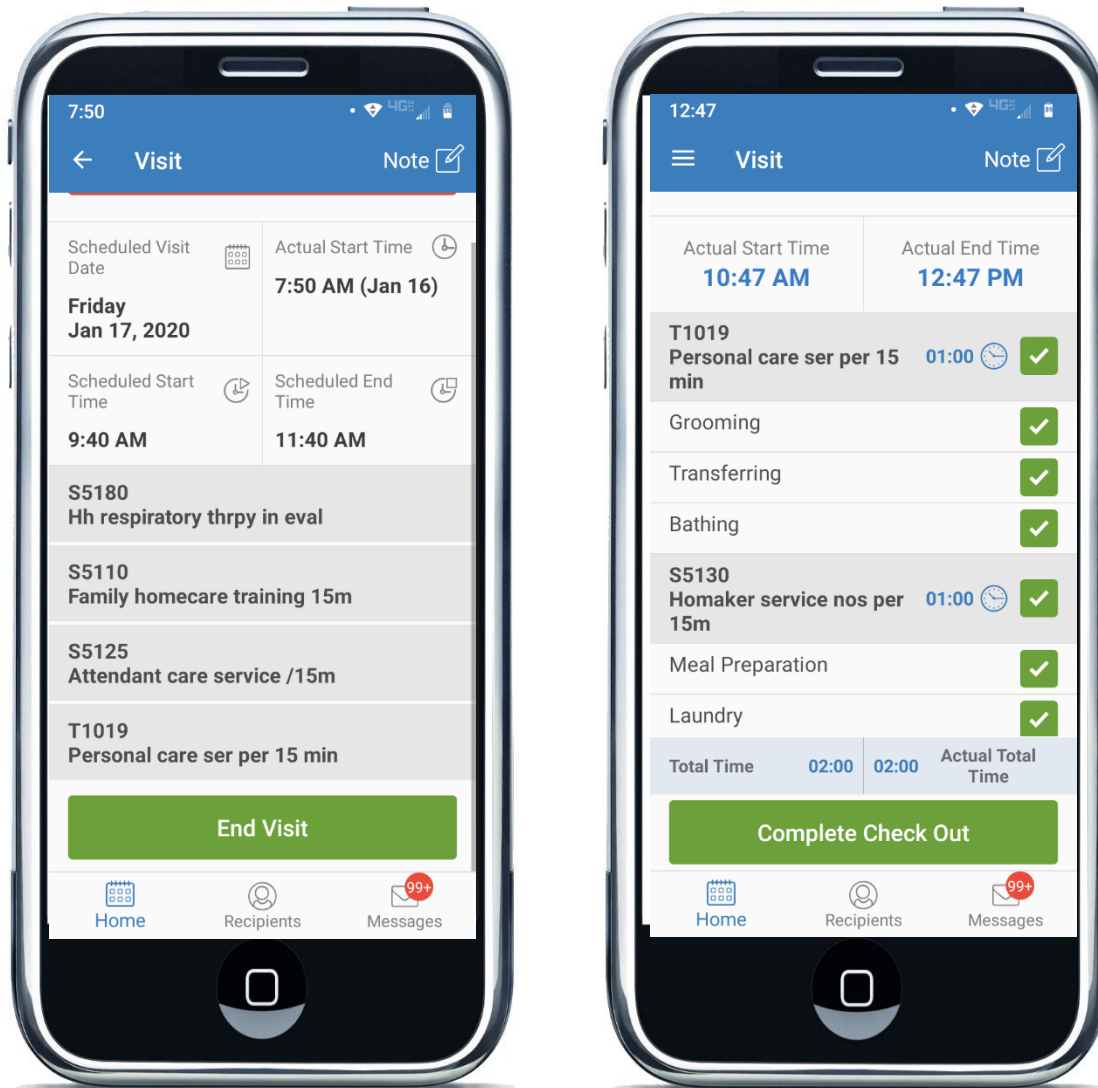 7:50
4G
Visit
Note
Scheduled Visit
Date
Friday
Jan 17, 2020
Actual Start Time
7:50 AM (Jan 16)
Scheduled Start
Time
9:40 AM
Scheduled End
Time
11:40 AM
S5180
Hh respiratory thrpy in eval
S5110
Family homecare training 15m
S5125
Attendant care service /15m
T1019
Personal care ser per 15 min
End Visit
Home
Recipients
99+
Messages
12:47
4G
Visit
Note
Actual Start Time
10:47 AM
Actual End Time
12:47 PM
T1019
Personal care ser per 15
min
01:00
Grooming
Transferring
Bathing
S5130
Homaker service nos per
15m
01:00
Meal Preparation
Laundry
Total Time 02:00
02:00 Actual Total
Time
Complete Check Out
Home
Recipients
99+
Messages